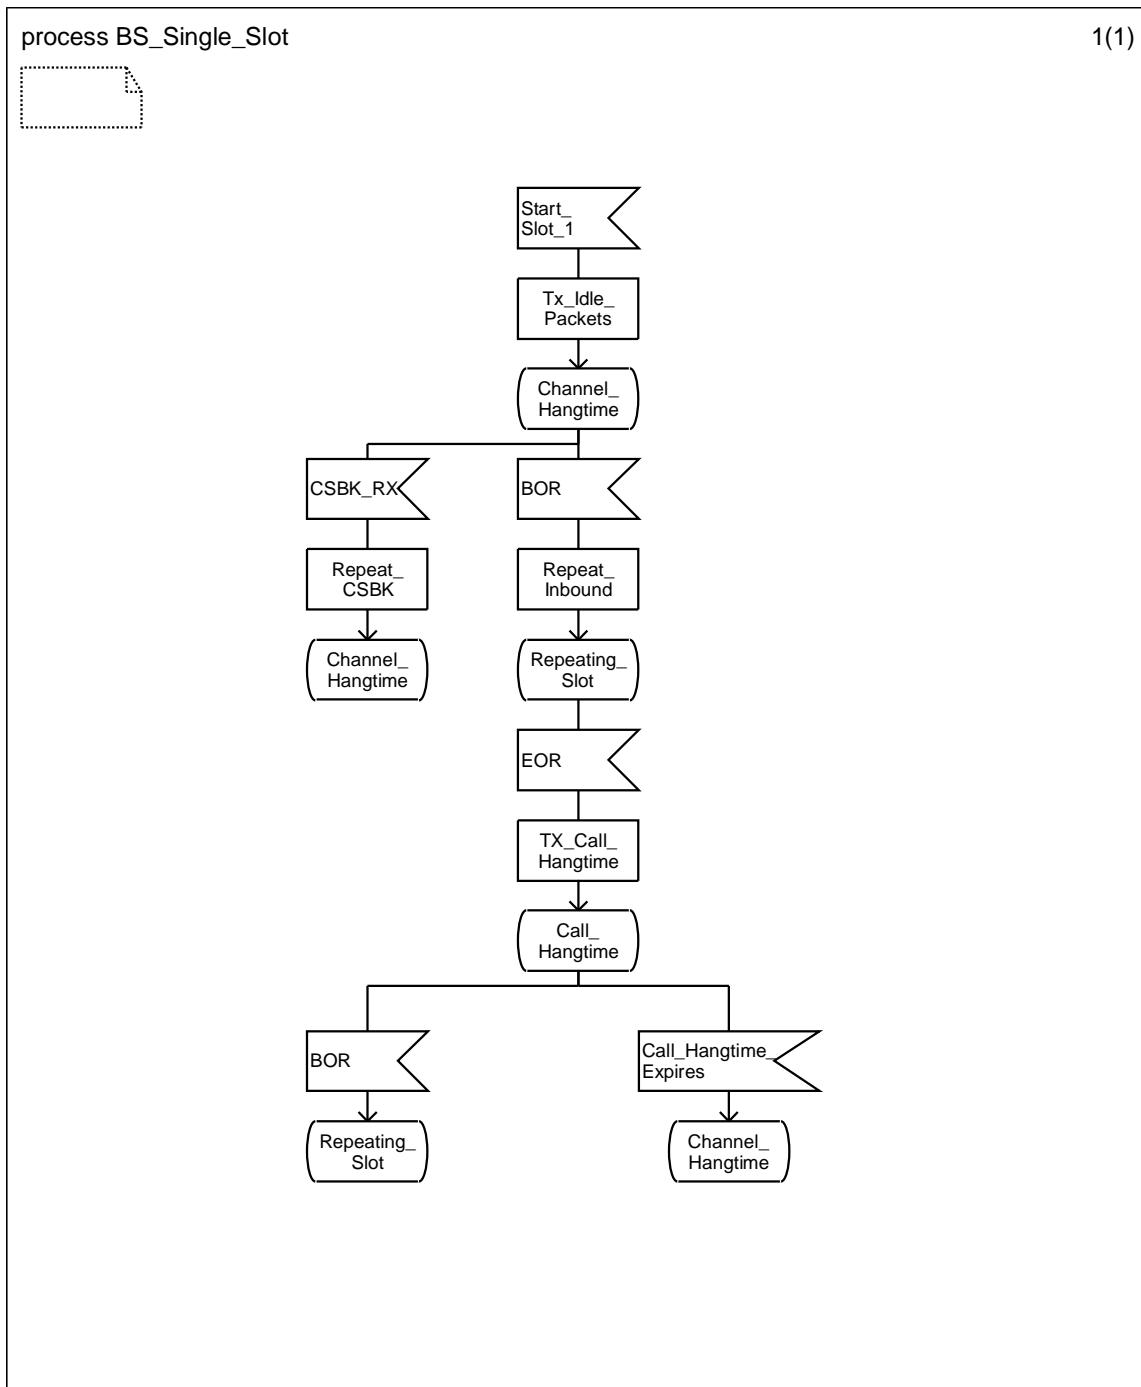 process BS_Single_Slot
1(1)
Start_
Slot_1
Tx_Idle_
Packets
Channel_
Hangtime
CSBK_RX
BOR
Repeat_
CSBK
Repeat_
Inbound
Channel_
Hangtime
Repeating_
Slot
EOR
TX_Call_
Hangtime
Call_
Hangtime
BOR
Call_Hangtime_
Expires
Repeating_
Slot
Channel_
Hangtime